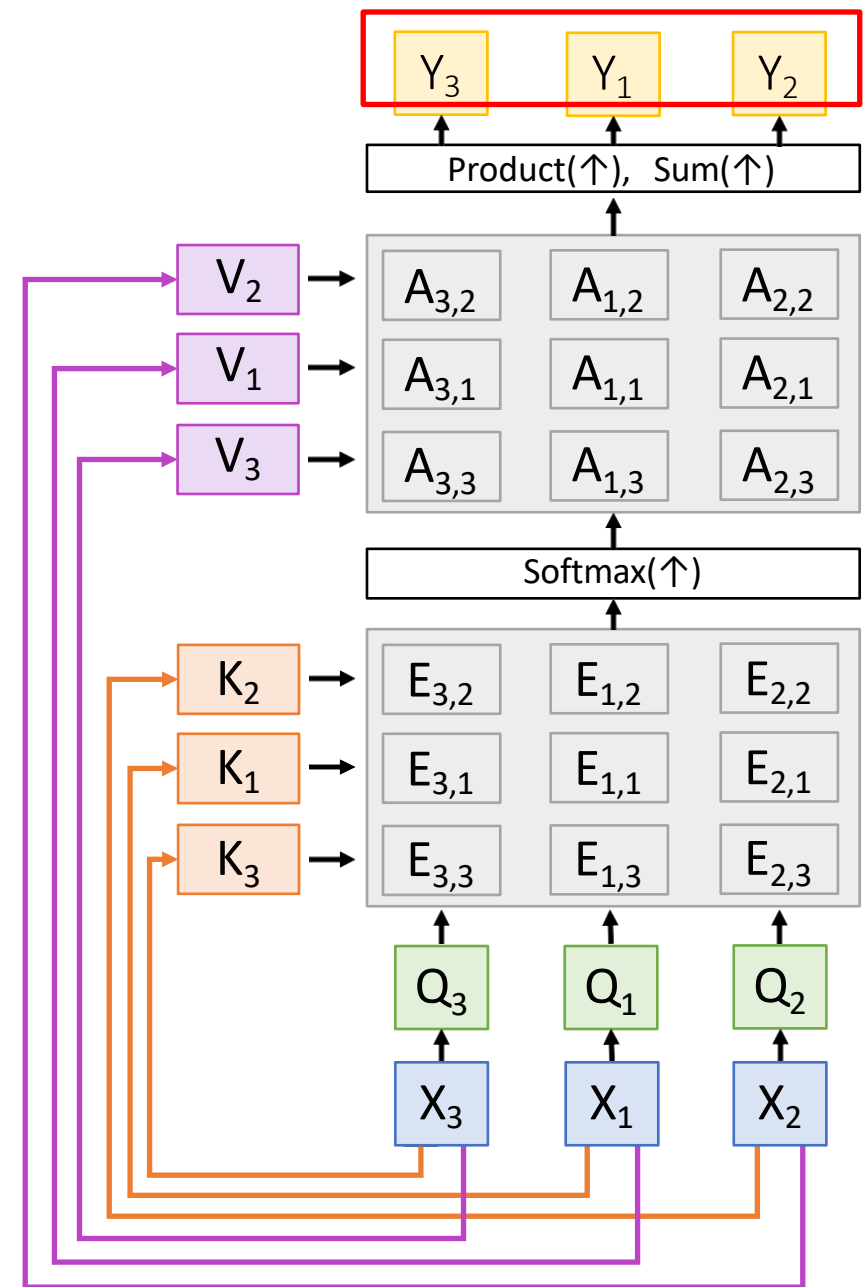 Y₃ Y₁ Y₂
Product(↑), Sum(↑)
V₂ A₃,₂ A₁,₂ A₂,₂
V₁ A₃,₁ A₁,₁ A₂,₁
V₃ A₃,₃ A₁,₃ A₂,₃
Softmax(↑)
K₂ E₃,₂ E₁,₂ E₂,₂
K₁ E₃,₁ E₁,₁ E₂,₁
K₃ E₃,₃ E₁,₃ E₂,₃
Q₃ Q₁ Q₂
X₃ X₁ X₂